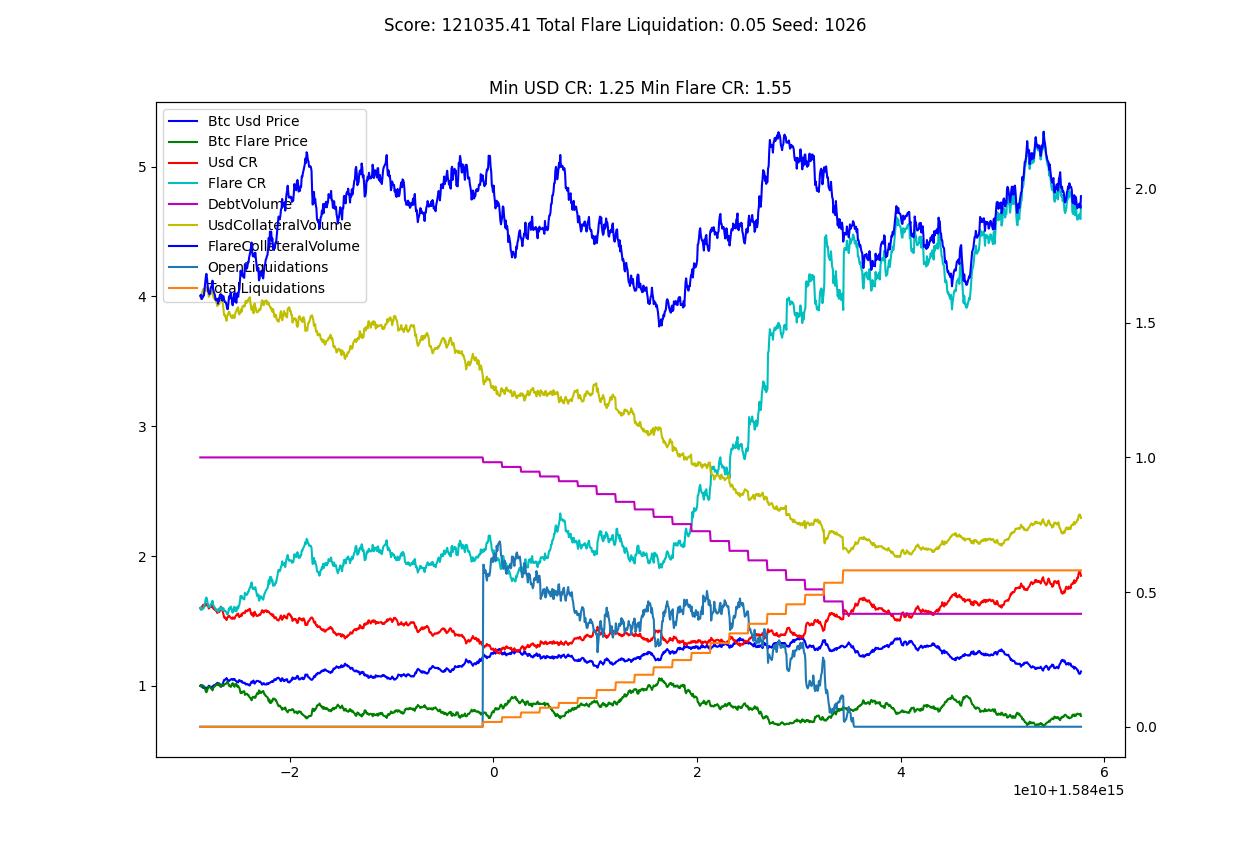 Score: 121035.41 Total Flare Liquidation: 0.05 Seed: 1026
Min USD CR: 1.25 Min Flare CR: 1.55
Btc Usd Price
Btc Flare Price
Usd CR
Flare CR
DebtVolume
UsdCollateralVolume
FlareCollateralVolume
OpenLiquidations
TotalLiquidations
5
4
3
2
1
2.0
1.5
1.0
0.5
0.0
−2
0
2
4
6
1e10+1.584e15